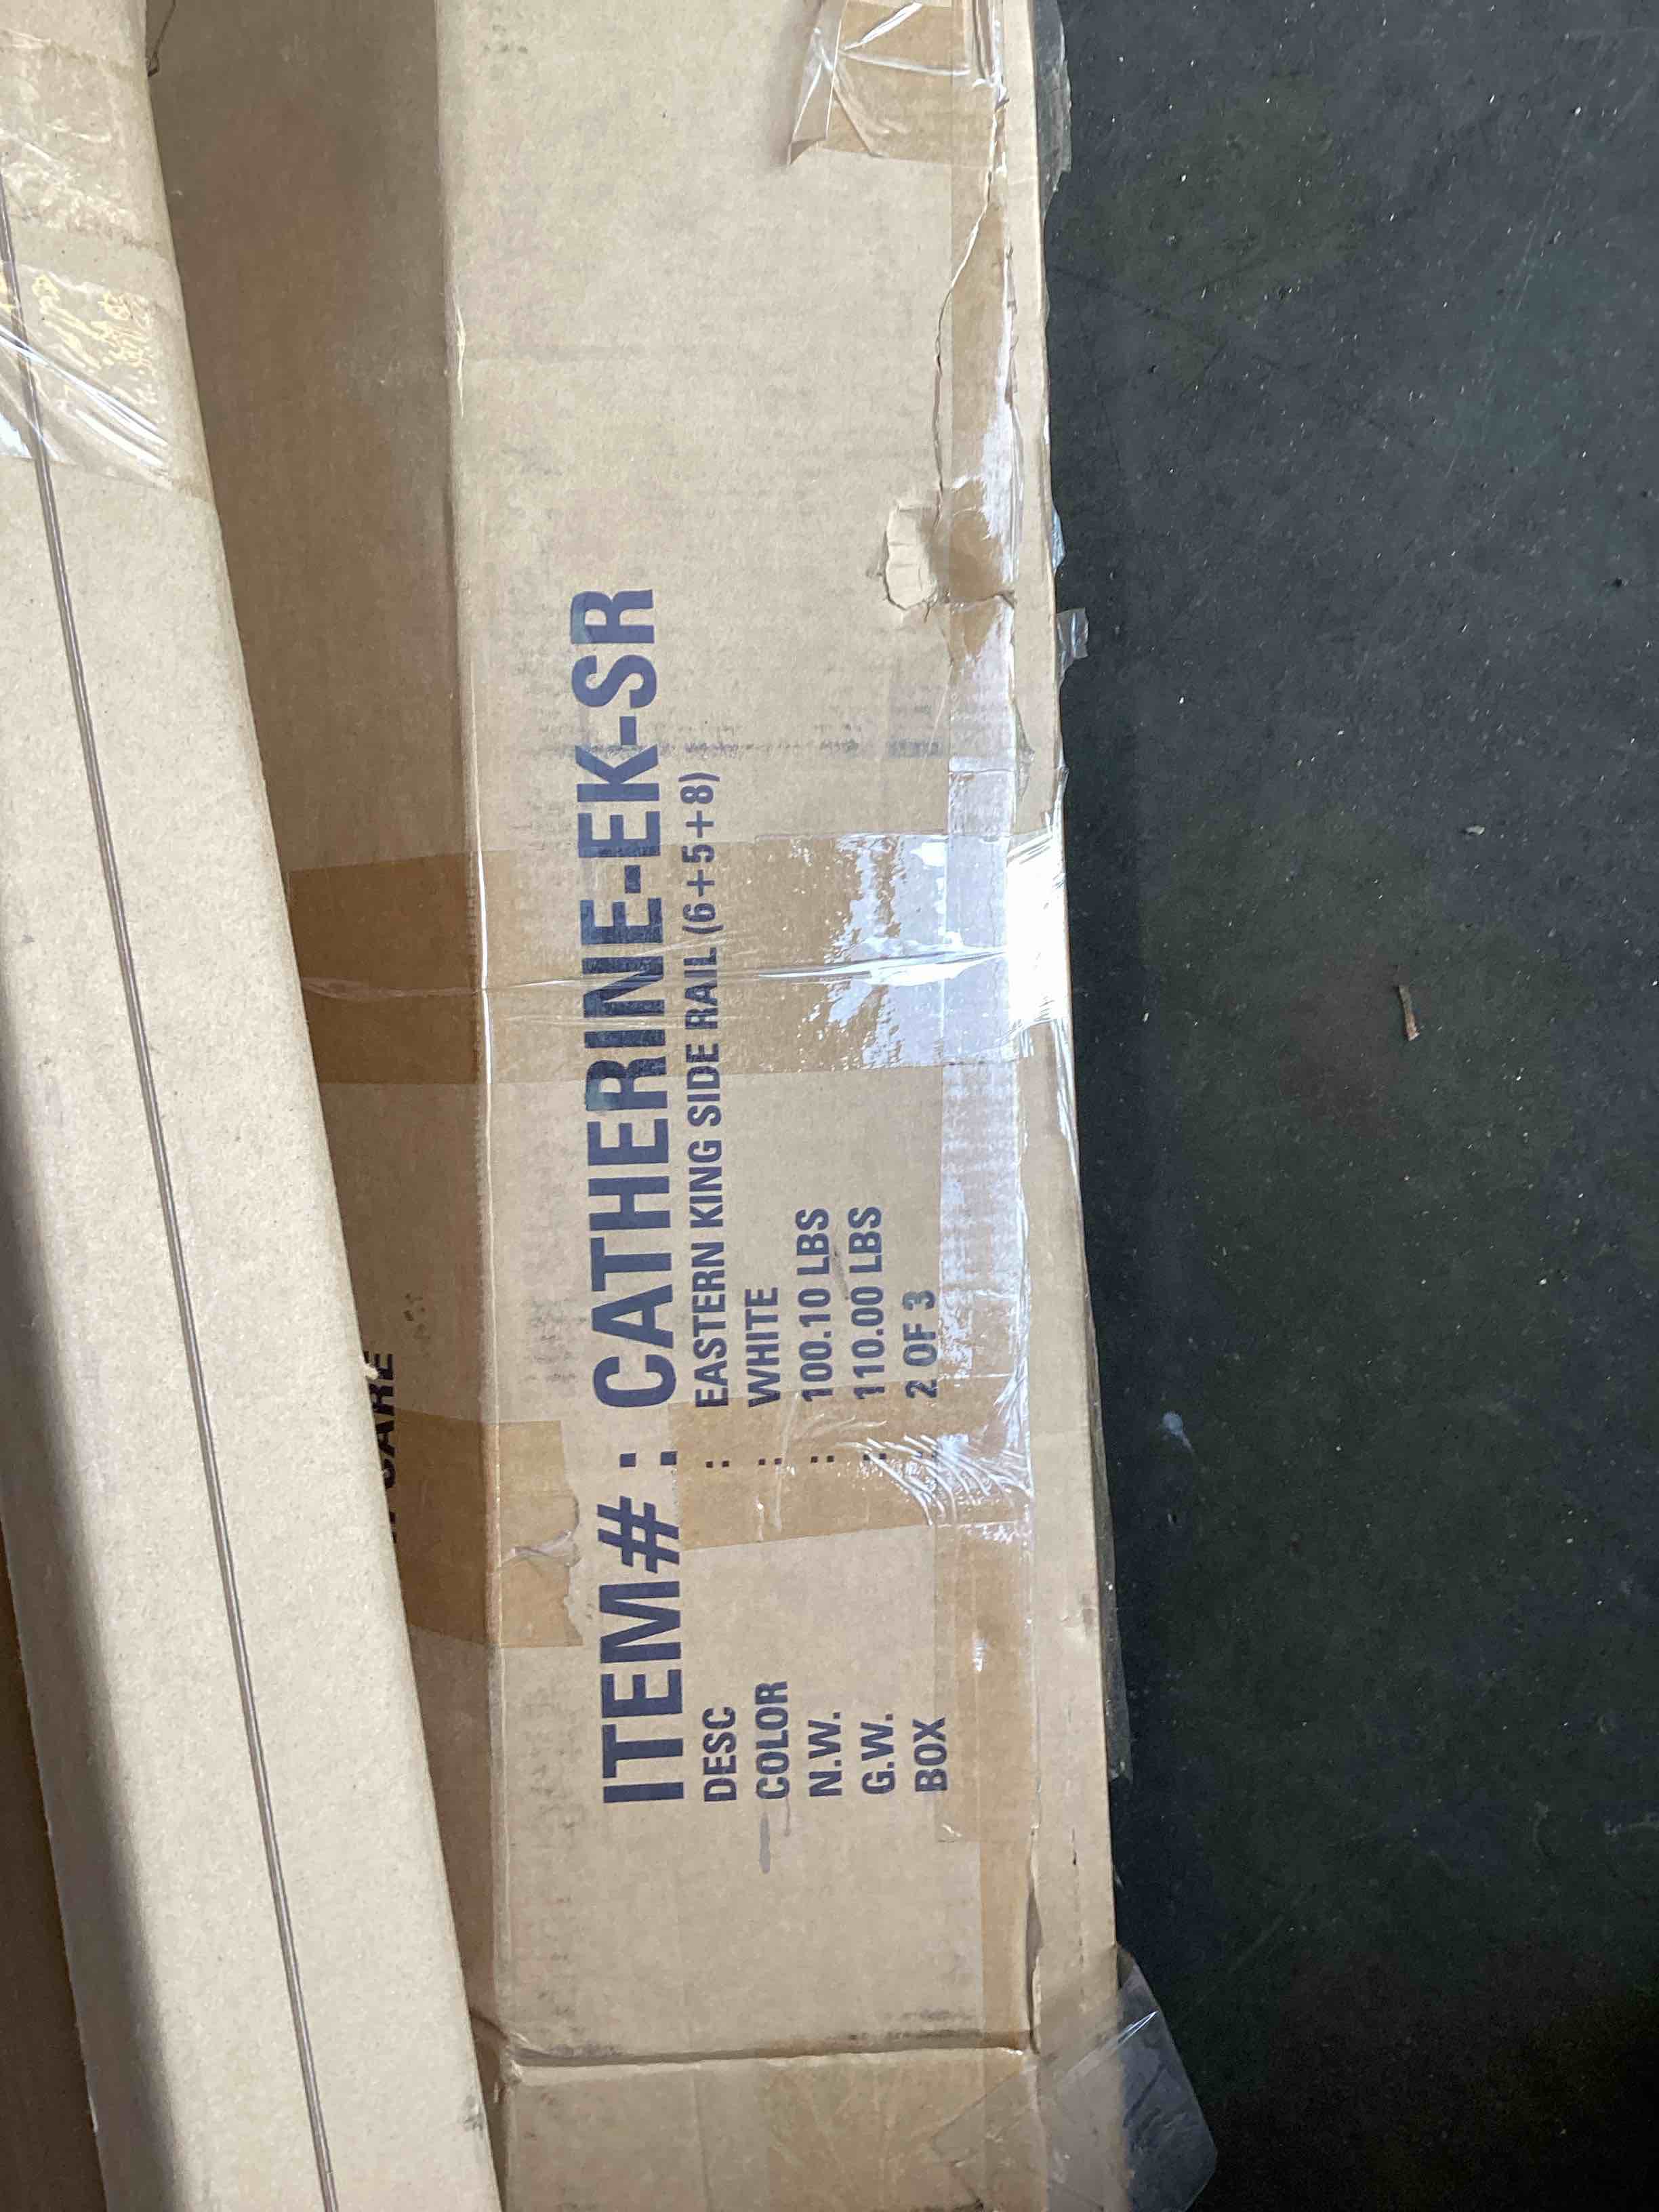 ITEM# : CATHERINE-EK-SR
DESC : EASTERN KING SIDE RAIL (6+5+8)
COLOR : WHITE
N.W. : 100.10 LBS
G.W. : 110.00 LBS
BOX : 2 OF 3
CARE